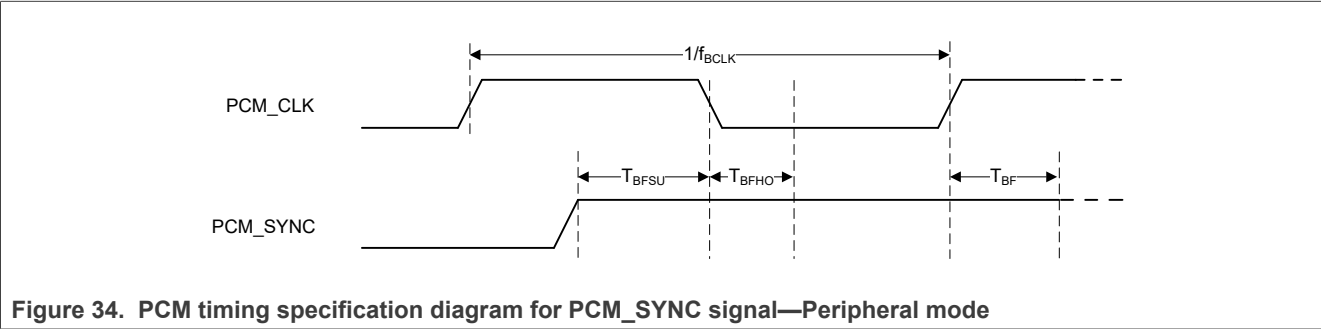 1/fBCLK
PCM_CLK
TBFSU
TBFHO
TBF
PCM_SYNC
Figure 34. PCM timing specification diagram for PCM_SYNC signal—Peripheral mode